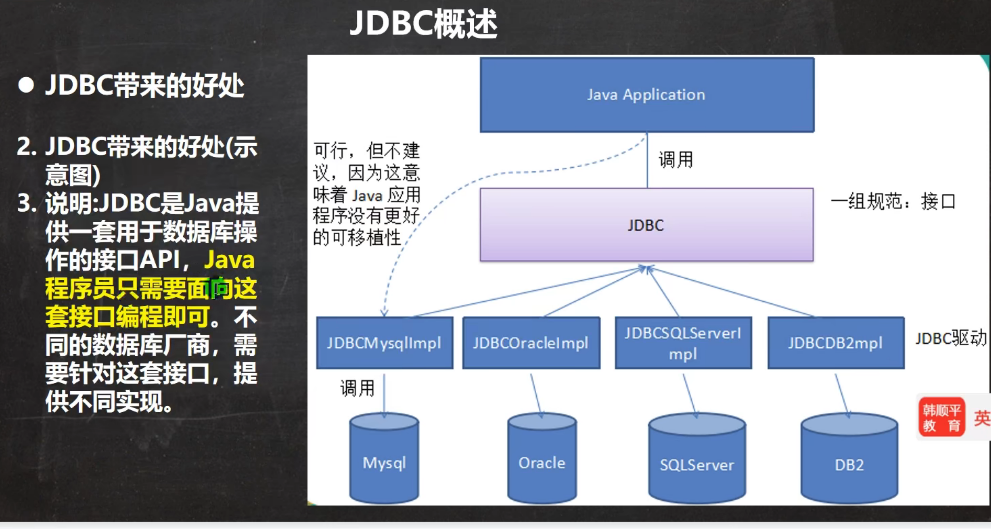 JDBC概述
● JDBC带来的好处
2. JDBC带来的好处(示
意图)
3. 说明:JDBC是Java提
供一套用于数据库操
作的接口API，Java
程序员只需要面向这
套接口编程即可。不
同的数据库厂商，需
要针对这套接口，提
供不同实现。
Java Application
可行，但不建
议，因为这意
味着 Java 应用
程序没有更好
的可移植性
调用
JDBC
一组规范：接口
JDBCMysqlImpl
JDBCOracleImpl
JDBCSQLServerI
mpl
JDBCDB2mpl
JDBC驱动
调用
Mysql
Oracle
SQLServer
DB2
韩顺平
教 育
英